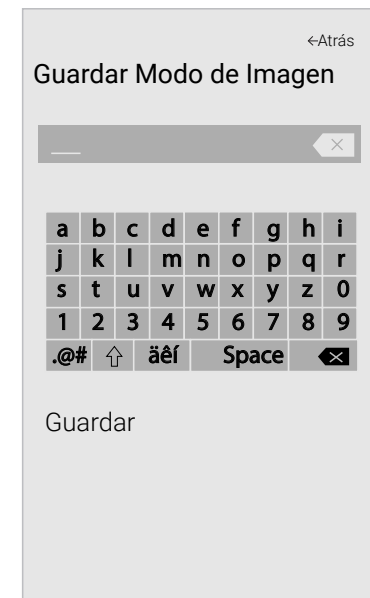 ←Atrás
Guardar Modo de Imagen
a b c d e f g h i
j k l m n o p q r
s t u v w x y z 0
1 2 3 4 5 6 7 8 9
.@# äêí Space
Guardar